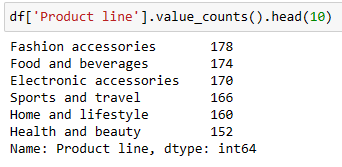 df['Product line'].value_counts().head(10)
Fashion accessories 178
Food and beverages 174
Electronic accessories 170
Sports and travel 166
Home and lifestyle 160
Health and beauty 152
Name: Product line, dtype: int64